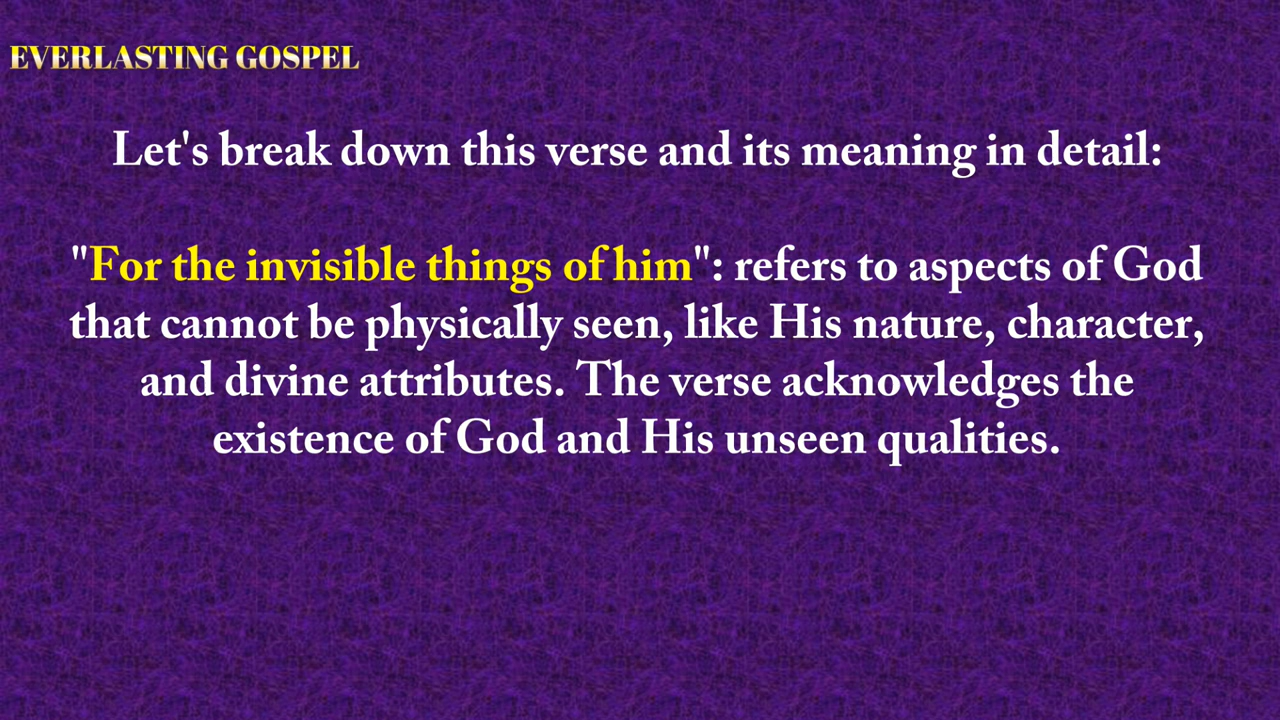 EVERLASTING GOSPEL
Let's break down this verse and its meaning in detail:
"For the invisible things of him": refers to aspects of God
that cannot be physically seen, like His nature, character,
and divine attributes. The verse acknowledges the
existence of God and His unseen qualities.